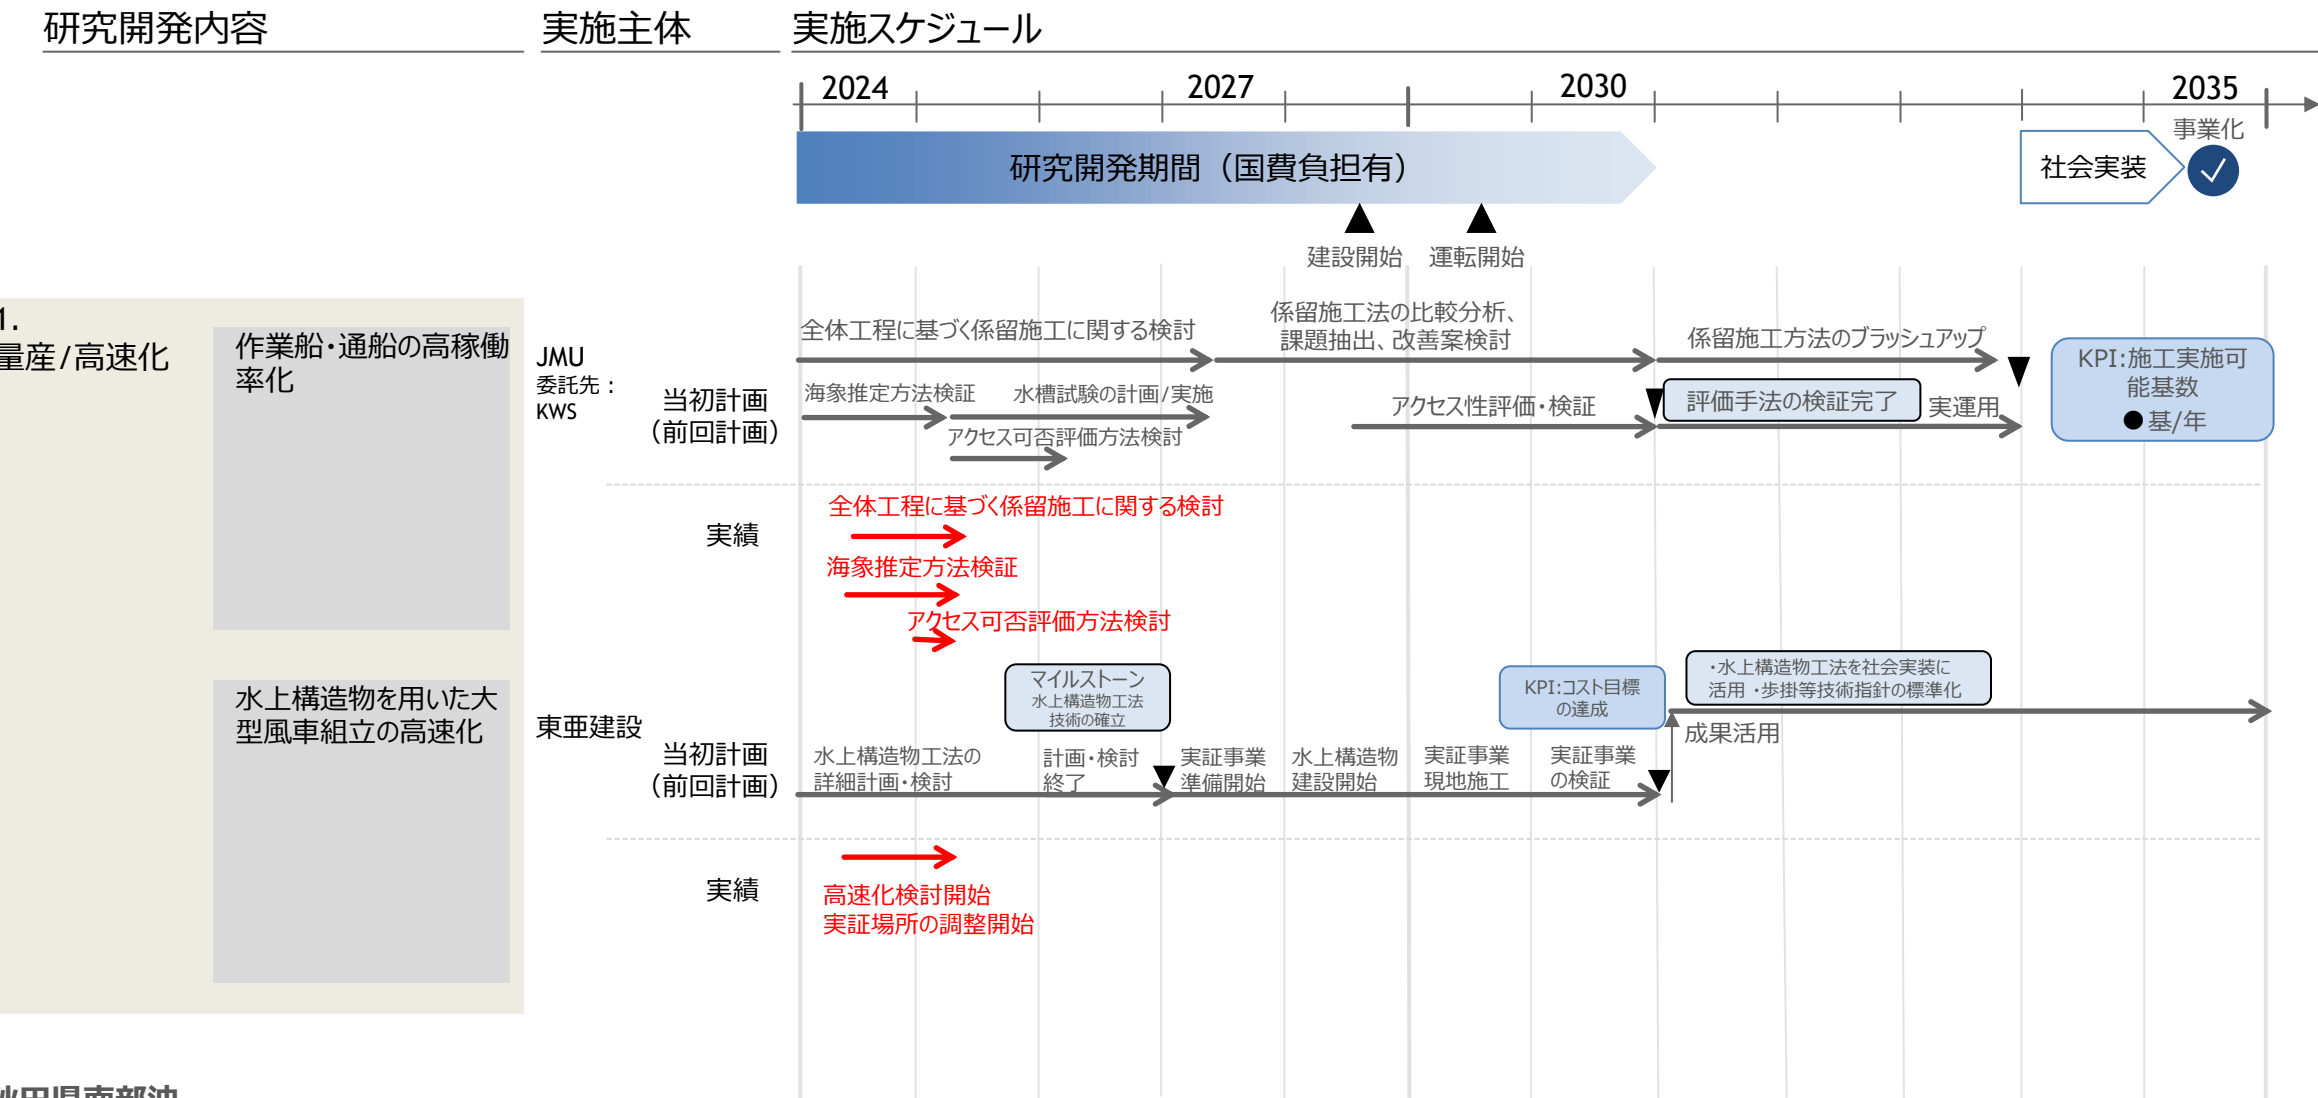 研究開発内容
実施主体
実施スケジュール
2024
2027
2030
2035
事業化
研究開発期間（国費負担有）
社会実装
建設開始
運転開始
1.
量産/高速化
作業船・通船の高稼働
率化
JMU
委託先：
KWS
当初計画
（前回計画）
全体工程に基づく係留施工に関する検討
係留施工法の比較分析、
課題抽出、改善案検討
係留施工方法のブラッシュアップ
海象推定方法検証
水槽試験の計画/実施
アクセス可否評価方法検討
アクセス性評価・検証
評価手法の検証完了
実運用
KPI:施工実施可
能基数
●基/年
実績
全体工程に基づく係留施工に関する検討
海象推定方法検証
アクセス可否評価方法検討
水上構造物を用いた大
型風車組立の高速化
東亜建設
当初計画
（前回計画）
マイルストーン
水上構造物工法
技術の確立
KPI:コスト目標
の達成
・水上構造物工法を社会実装に
活用 ・歩掛等技術指針の標準化
成果活用
水上構造物工法の
詳細計画・検討
計画・検討
終了
実証事業
準備開始
水上構造物
建設開始
実証事業
現地施工
実証事業
の検証
実績
高速化検討開始
実証場所の調整開始
秋田県南部沖